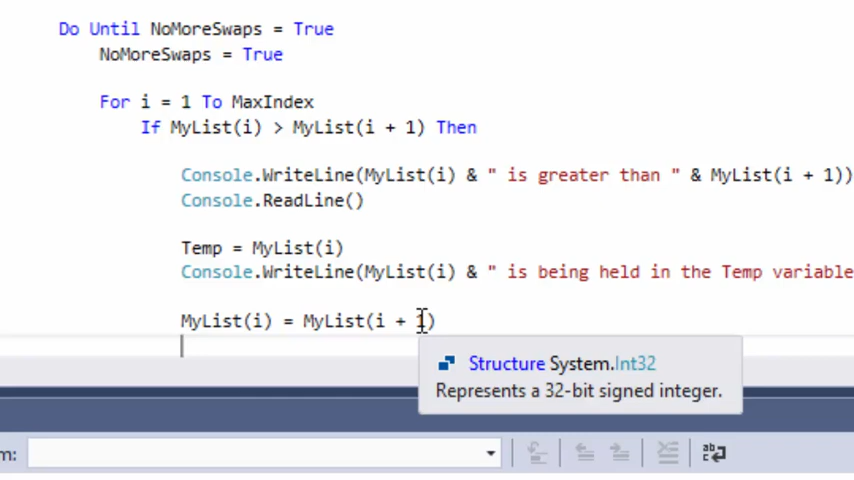 Do Until NoMoreSwaps = True
NoMoreSwaps = True
For i = 1 To MaxIndex
If MyList(i) > MyList(i + 1) Then
Console.WriteLine(MyList(i) & " is greater than " & MyList(i + 1))
Console.ReadLine()
Temp = MyList(i)
Console.WriteLine(MyList(i) & " is being held in the Temp variable
MyList(i) = MyList(i + 1)
Structure System.Int32
Represents a 32-bit signed integer.
m: